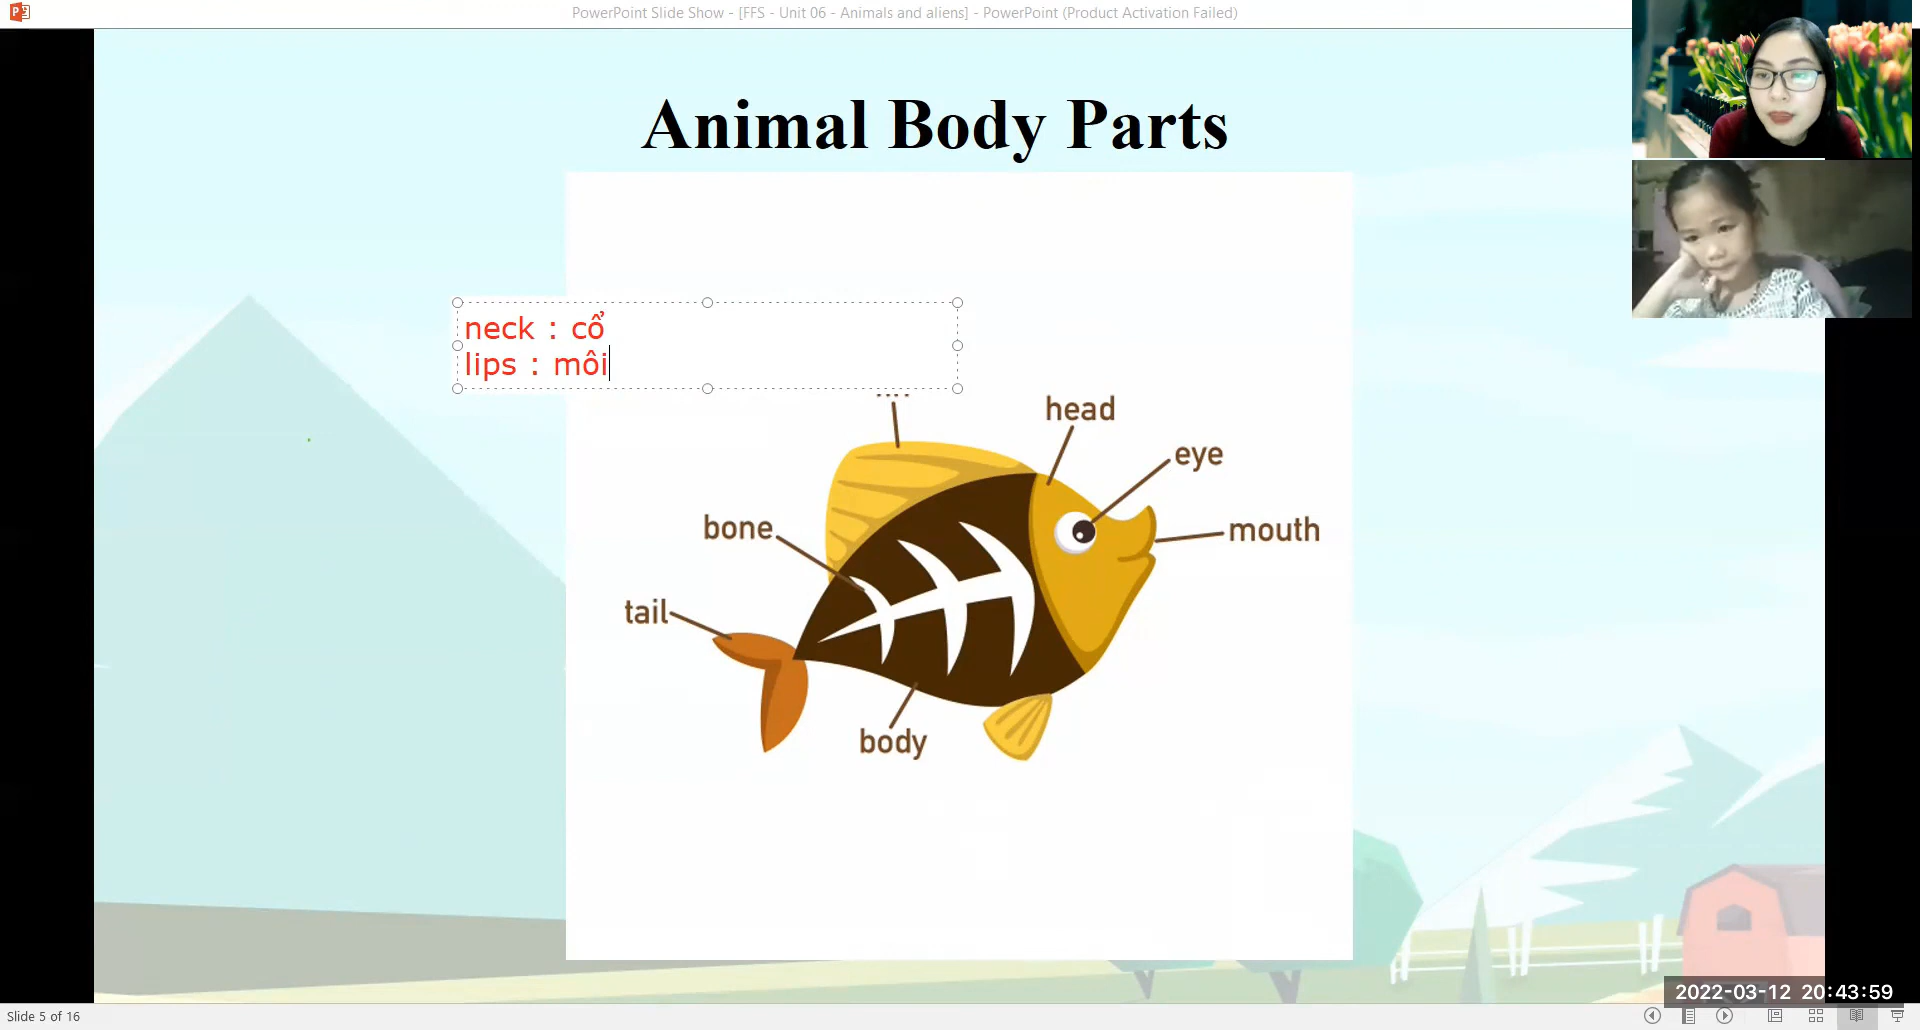 PowerPoint Slide Show - [FFS - Unit 06 - Animals and aliens] - PowerPoint (Product Activation Failed)
Animal Body Parts
neck : cổ
lips : môi
head
eye
bone
mouth
tail
body
2022-03-12 20:43:59
Slide 5 of 16